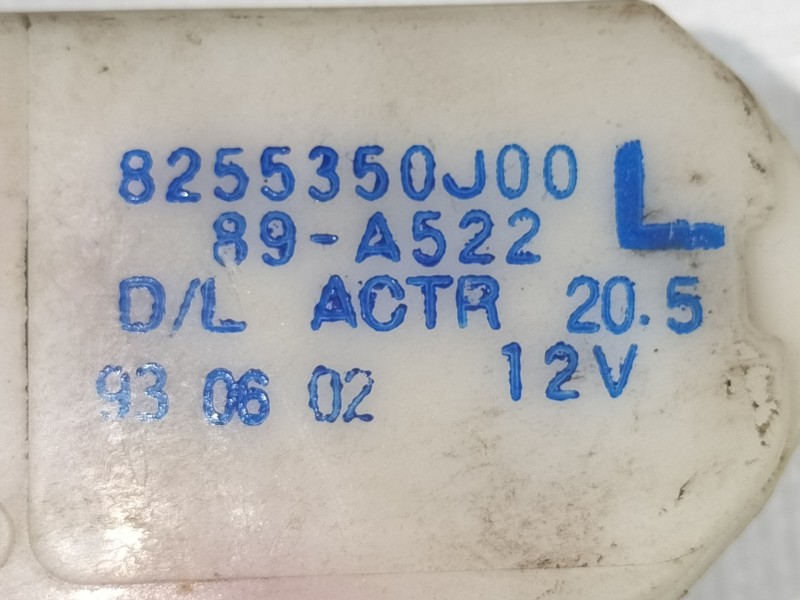 8255350J00 L
89-A522
D/L ACTR 20.5
93 06 02 12V